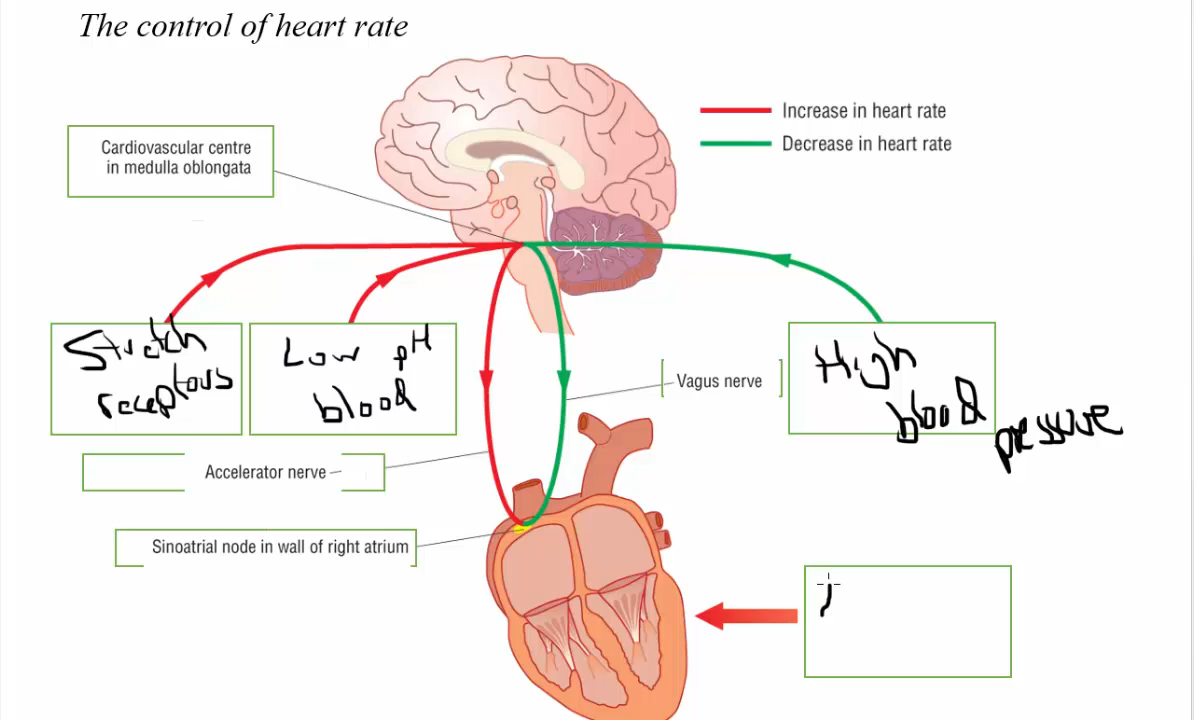 The control of heart rate
Increase in heart rate
Decrease in heart rate
Cardiovascular centre
in medulla oblongata
Stretch
receptous
Low pH
blood
High
blood
pressure
Vagus nerve
Accelerator nerve
Sinoatrial node in wall of right atrium